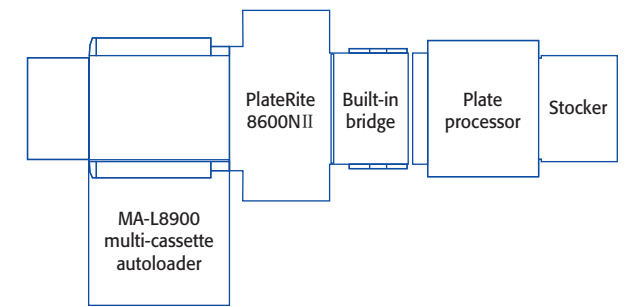 PlateRite
8600NⅡ
Built-in
bridge
Plate
processor
Stocker
MA-L8900
multi-cassette
autoloader